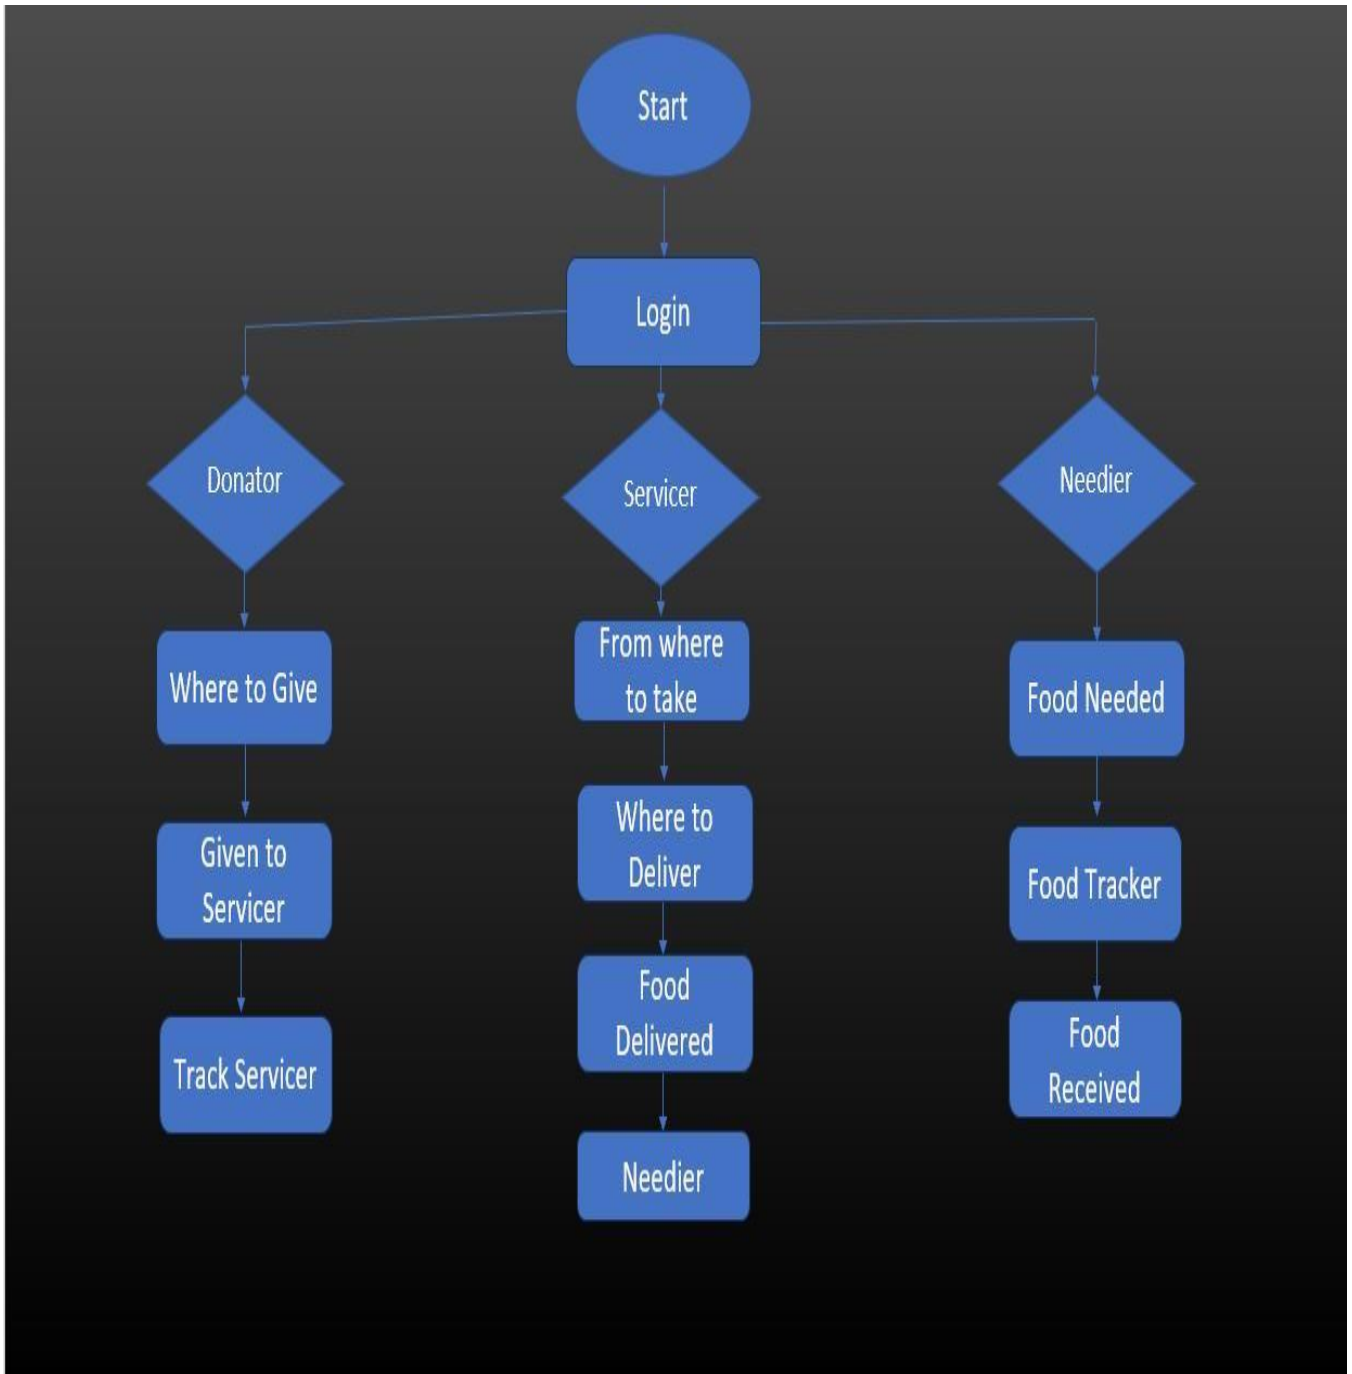 Start
Login
Donator
Servicer
Needier
Where to Give
From where
to take
Food Needed
Given to
Servicer
Where to
Deliver
Food Tracker
Track Servicer
Food
Delivered
Food
Received
Needier